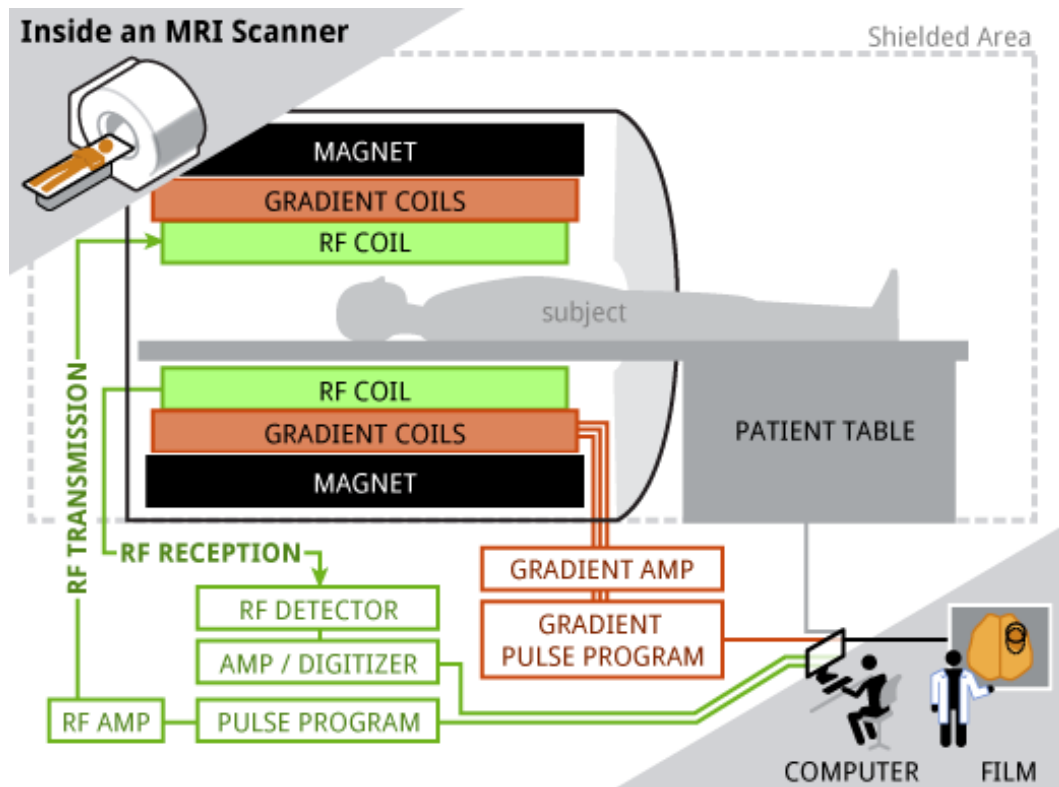 Inside an MRI Scanner
Shielded Area
MAGNET
GRADIENT COILS
RF COIL
subject
RF COIL
GRADIENT COILS
MAGNET
PATIENT TABLE
RF TRANSMISSION
RF RECEPTION
GRADIENT AMP
RF DETECTOR
GRADIENT
PULSE PROGRAM
AMP / DIGITIZER
RF AMP
PULSE PROGRAM
COMPUTER
FILM